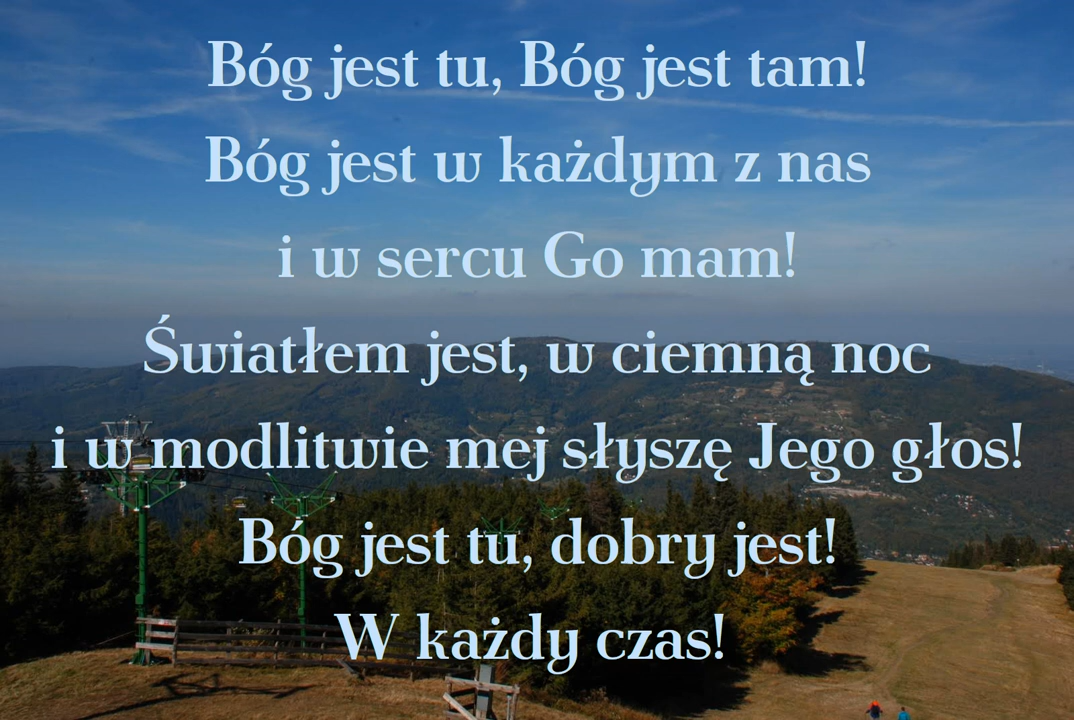 Bóg jest tu, Bóg jest tam!
Bóg jest w każdym z nas
i w sercu Go mam!
Światłem jest, w ciemną noc
i w modlitwie mej słyszę Jego głos!
Bóg jest tu, dobry jest!
W każdy czas!